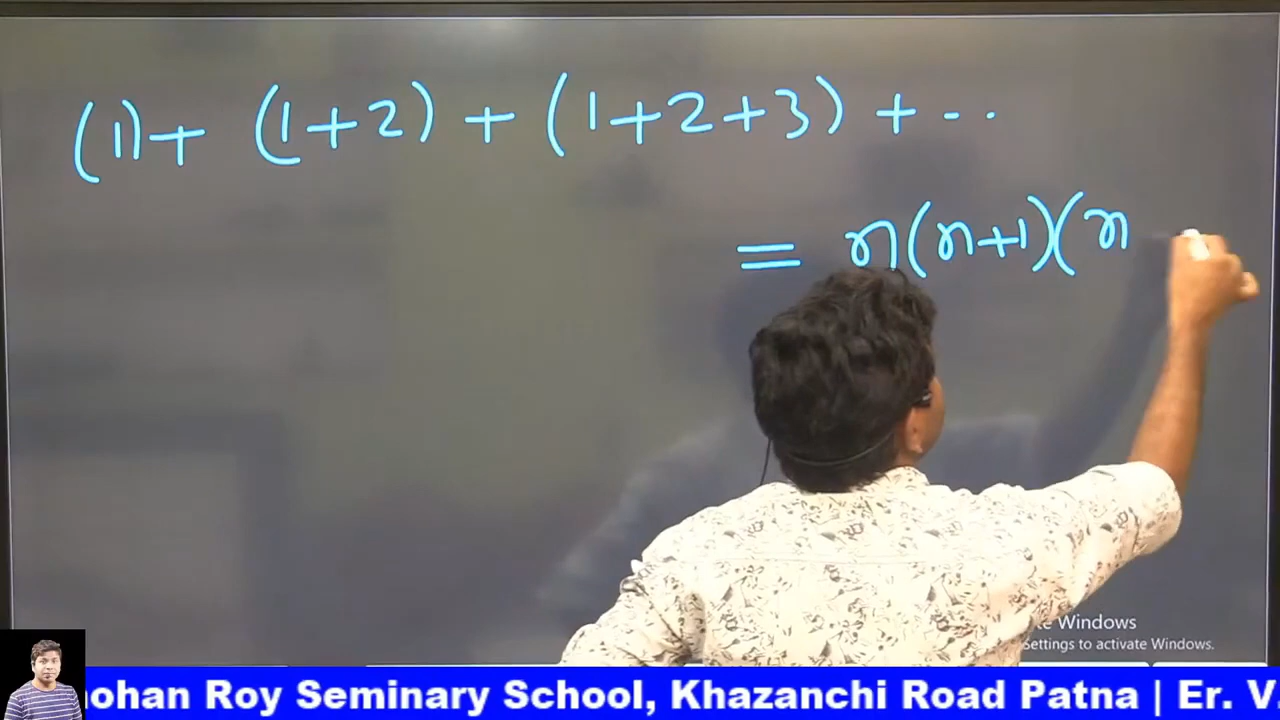 (1) + (1+2) + (1+2+3) + ...
= n(n+1)(n
Windows
Settings to activate Windows.
ohan Roy Seminary School, Khazanchi Road Patna | Er. V.